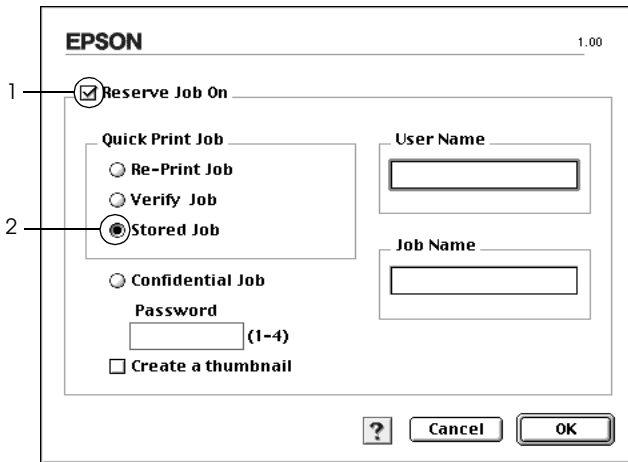 EPSON
1.00
1
Reserve Job On
Quick Print Job
Re-Print Job
Verify Job
2
Stored Job
Confidential Job
Password
(1-4)
Create a thumbnail
User Name
Job Name
?
Cancel
OK